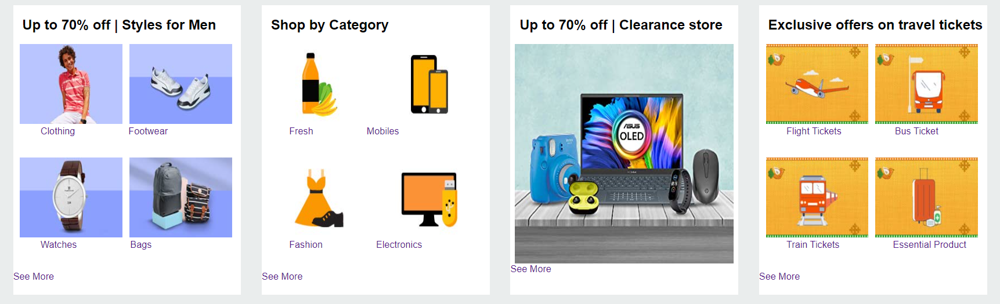 Up to 70% off | Styles for Men
Clothing
Footwear
Watches
Bags
See More
Shop by Category
Fresh
Mobiles
Fashion
Electronics
See More
Up to 70% off | Clearance store
ASUS
OLED
hp
See More
Exclusive offers on travel tickets
Flight Tickets
Bus Ticket
Train Tickets
Essential Product
See More